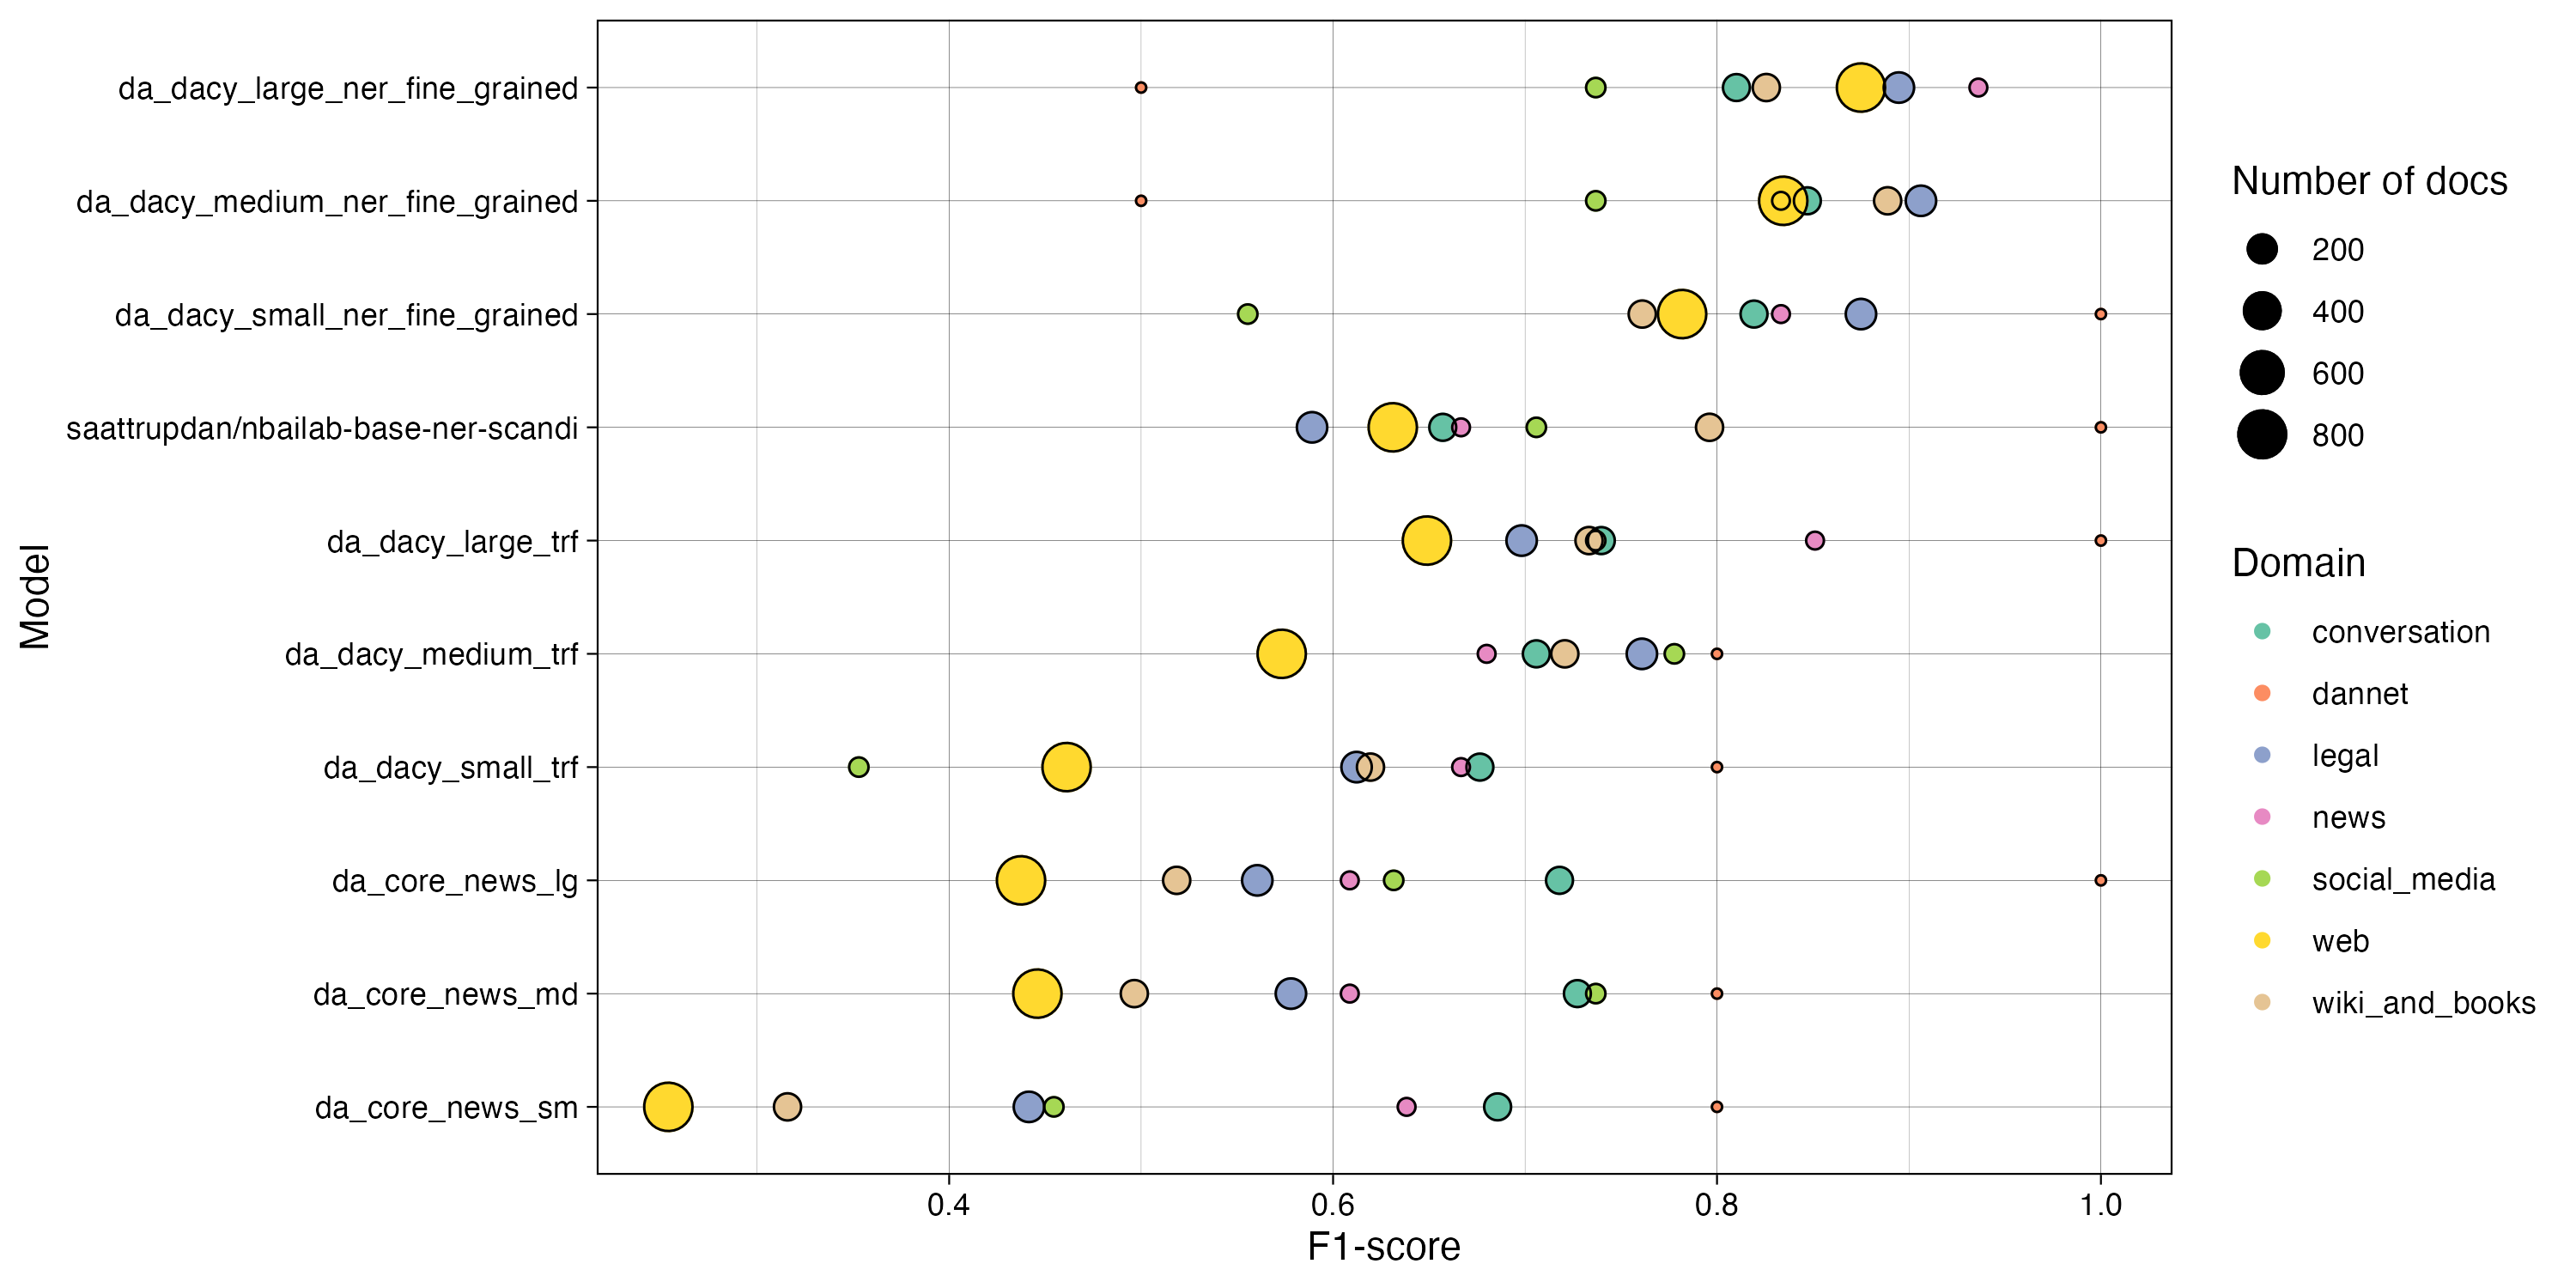 da_dacy_large_ner_fine_grained
da_dacy_medium_ner_fine_grained
da_dacy_small_ner_fine_grained
saattrupdan/nbailab-base-ner-scandi
da_dacy_large_trf
da_dacy_medium_trf
da_dacy_small_trf
da_core_news_lg
da_core_news_md
da_core_news_sm
Model
0.4
0.6
0.8
1.0
F1-score
Number of docs
200
400
600
800
Domain
conversation
dannet
legal
news
social_media
web
wiki_and_books